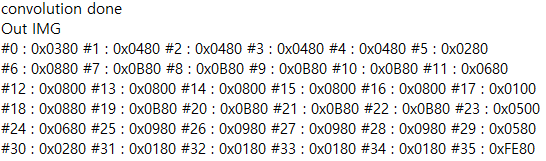 convolution done
Out IMG
#0 : 0x0380 #1 : 0x0480 #2 : 0x0480 #3 : 0x0480 #4 : 0x0480 #5 : 0x0280
#6 : 0x0880 #7 : 0x0B80 #8 : 0x0B80 #9 : 0x0B80 #10 : 0x0B80 #11 : 0x0680
#12 : 0x0800 #13 : 0x0800 #14 : 0x0800 #15 : 0x0800 #16 : 0x0800 #17 : 0x0100
#18 : 0x0880 #19 : 0x0B80 #20 : 0x0B80 #21 : 0x0B80 #22 : 0x0B80 #23 : 0x0500
#24 : 0x0680 #25 : 0x0980 #26 : 0x0980 #27 : 0x0980 #28 : 0x0980 #29 : 0x0580
#30 : 0x0280 #31 : 0x0180 #32 : 0x0180 #33 : 0x0180 #34 : 0x0180 #35 : 0xFE80